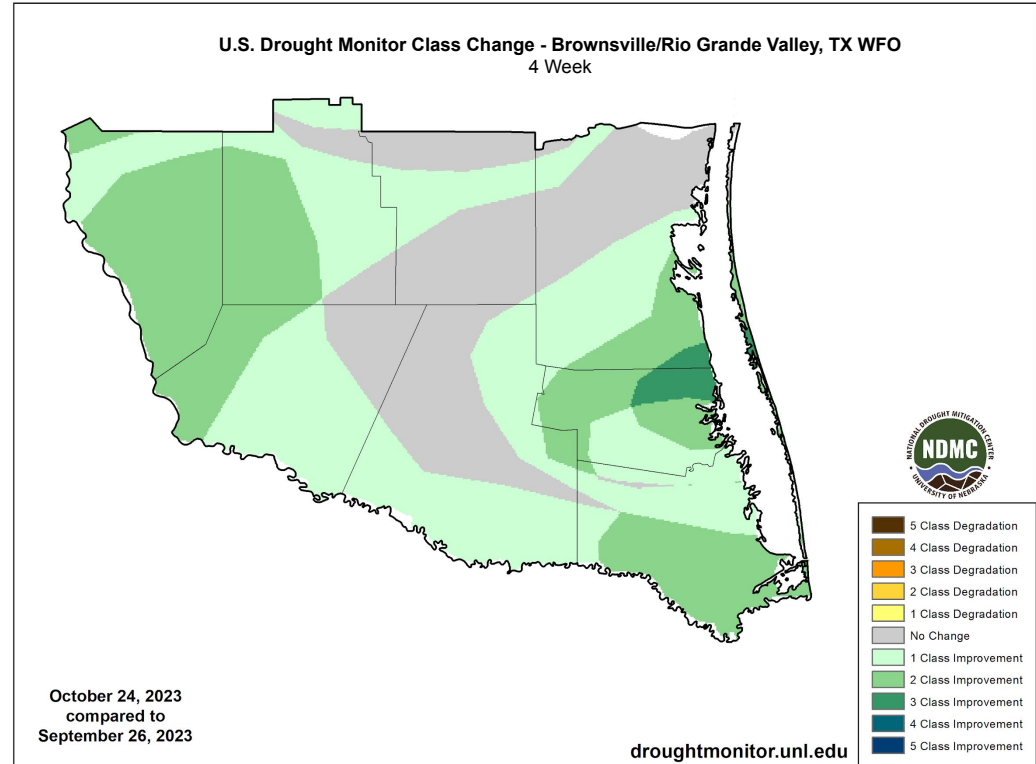 U.S. Drought Monitor Class Change - Brownsville/Rio Grande Valley, TX WFO
4 Week
NATIONAL DROUGHT MITIGATION CENTER
NDMC
UNIVERSITY OF NEBRASKA
5 Class Degradation
4 Class Degradation
3 Class Degradation
2 Class Degradation
1 Class Degradation
No Change
1 Class Improvement
2 Class Improvement
3 Class Improvement
4 Class Improvement
5 Class Improvement
October 24, 2023
compared to
September 26, 2023
droughtmonitor.unl.edu